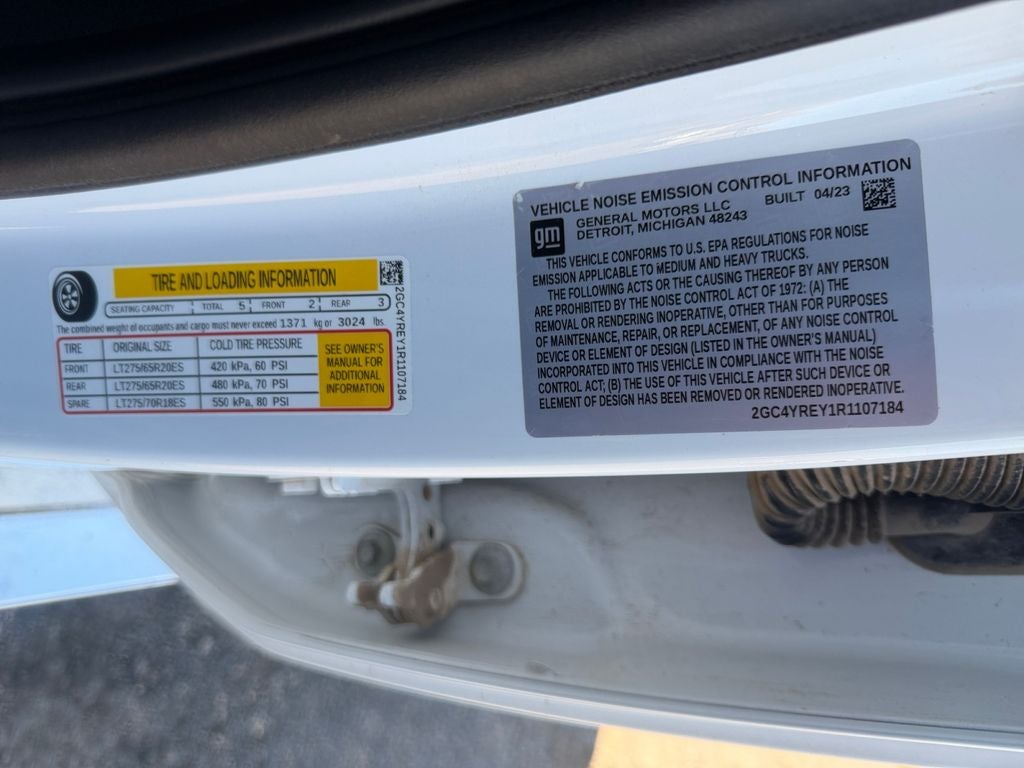 TIRE AND LOADING INFORMATION
SEATING CAPACITY TOTAL 5 FRONT 2 REAR 3
The combined weight of occupants and cargo must never exceed 1371 kg or 3024 lbs.
TIRE ORIGINAL SIZE COLD TIRE PRESSURE
FRONT LT275/65R20ES 420 kPa, 60 PSI
REAR LT275/65R20ES 480 kPa, 70 PSI
SPARE LT275/70R18ES 550 kPa, 80 PSI
SEE OWNER'S
MANUAL FOR
ADDITIONAL
INFORMATION
2GC4YREY1R1107184
VEHICLE NOISE EMISSION CONTROL INFORMATION
gm
GENERAL MOTORS LLC BUILT 04/23
DETROIT, MICHIGAN 48243
THIS VEHICLE CONFORMS TO U.S. EPA REGULATIONS FOR NOISE
EMISSION APPLICABLE TO MEDIUM AND HEAVY TRUCKS.
THE FOLLOWING ACTS OR THE CAUSING THEREOF BY ANY PERSON
ARE PROHIBITED BY THE NOISE CONTROL ACT OF 1972: (A) THE
REMOVAL OR RENDERING INOPERATIVE, OTHER THAN FOR PURPOSES
OF MAINTENANCE, REPAIR, OR REPLACEMENT, OF ANY NOISE CONTROL
DEVICE OR ELEMENT OF DESIGN (LISTED IN THE OWNER'S MANUAL)
INCORPORATED INTO THIS VEHICLE IN COMPLIANCE WITH THE NOISE
CONTROL ACT; (B) THE USE OF THIS VEHICLE AFTER SUCH DEVICE OR
ELEMENT OF DESIGN HAS BEEN REMOVED OR RENDERED INOPERATIVE.
2GC4YREY1R1107184